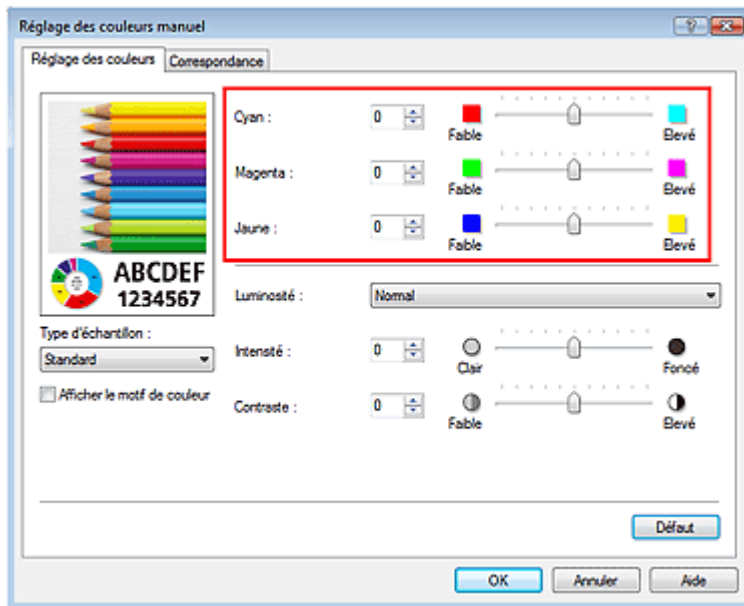 Réglage des couleurs manuel
Réglage des couleurs
Correspondance
Cyan :
0
Faible
Elevé
Magenta :
0
Faible
Elevé
Jaune :
0
Faible
Elevé
ABCDEF
1234567
Luminosité :
Normal
Type d'échantillon :
Standard
Intensité :
0
Clair
Foncé
Afficher le motif de couleur
Contraste :
0
Faible
Elevé
Défaut
OK
Annuler
Aide